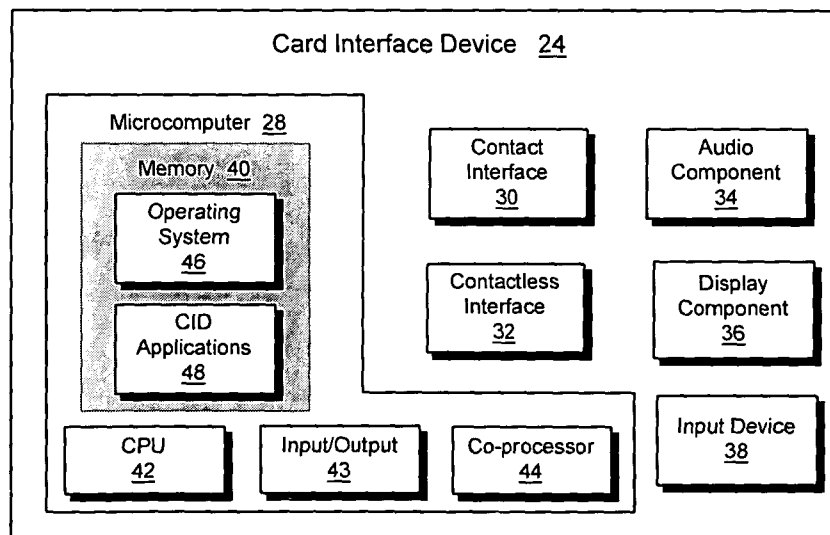 Card Interface Device 24
Microcomputer 28
Memory 40
Operating
System
46
CID
Applications
48
CPU
42
Input/Output
43
Co-processor
44
Contact
Interface
30
Audio
Component
34
Contactless
Interface
32
Display
Component
36
Input Device
38